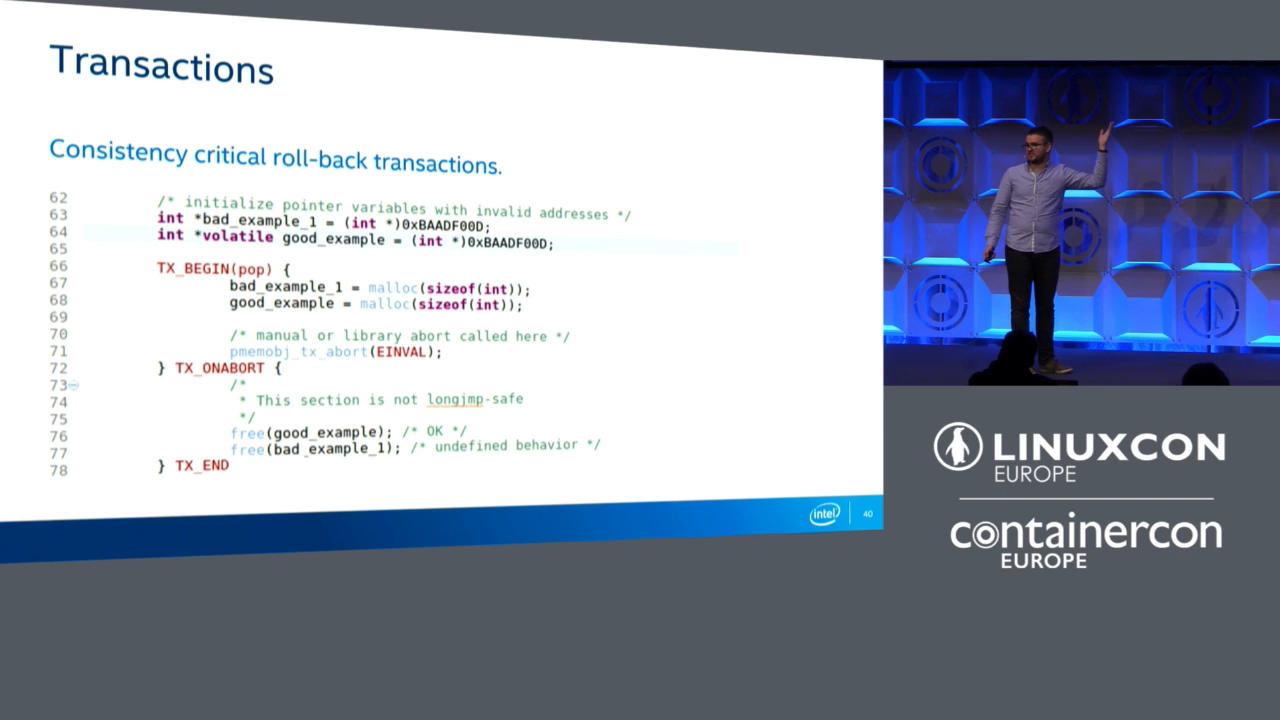 Transactions
Consistency critical roll-back transactions.
62 /* initialize pointer variables with invalid addresses */
63 int *bad_example_1 = (int *)0xBAADF00D;
64 int *volatile good_example = (int *)0xBAADF00D;
65
66 TX_BEGIN(pop) {
67 bad_example_1 = malloc(sizeof(int));
68 good_example = malloc(sizeof(int));
69
70 /* manual or library abort called here */
71 pmemobj_tx_abort(EINVAL);
72 } TX_ONABORT {
73 /*
74 * This section is not longjmp-safe
75 */
76 free(good_example); /* OK */
77 free(bad_example_1); /* undefined behavior */
78 } TX_END
intel 40
LINUXCON
EUROPE
containercon
EUROPE